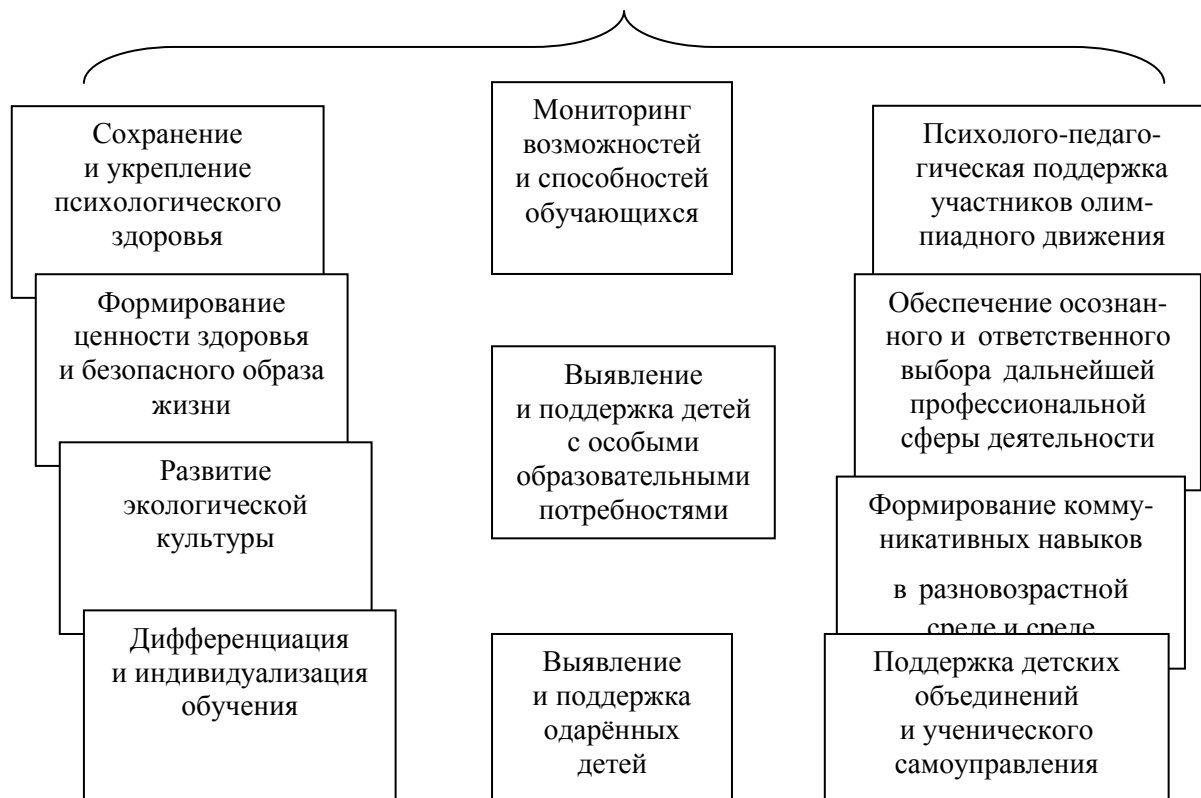 Сохранение
и укрепление
психологического
здоровья
Формирование
ценности здоровья
и безопасного образа
жизни
Развитие
экологической
культуры
Дифференциация
и индивидуализация
обучения
Мониторинг
возможностей
и способностей
обучающихся
Выявление
и поддержка детей
с особыми
образовательными
потребностями
Выявление
и поддержка
одарённых
детей
Психолого-педаго-
гическая поддержка
участников олим-
пиадного движения
Обеспечение осознан-
ного и ответственного
выбора дальнейшей
профессиональной
сферы деятельности
Формирование комму-
никативных навыков
в разновозрастной
среде и среде
Поддержка детских
объединений
и ученического
самоуправления